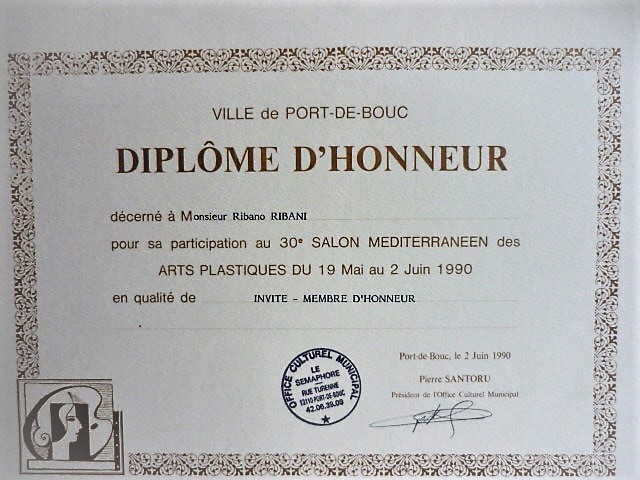 VILLE de PORT-DE-BOUC
DIPLÔME D'HONNEUR
décerné à Monsieur Ribano RIBANI
pour sa participation au 30e SALON MEDITERRANEEN des
ARTS PLASTIQUES DU 19 Mai au 2 Juin 1990
en qualité de INVITE - MEMBRE D'HONNEUR
Port-de-Bouc, le 2 Juin 1990
Pierre SANTORU
Président de l'Office Culturel Municipal
OFFICE CULTUREL MUNICIPAL
LE
SEMAPHORE
RUE TURENNE
13110 PORT-DE-BOUC
42.06.39.09